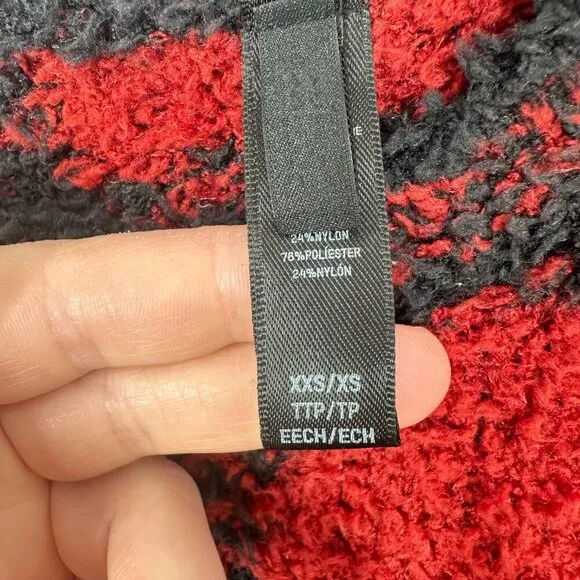 24%NYLON
76%POLIESTER
24%NYLÓN
XXS/XS
TTP/TP
EECH/ECH